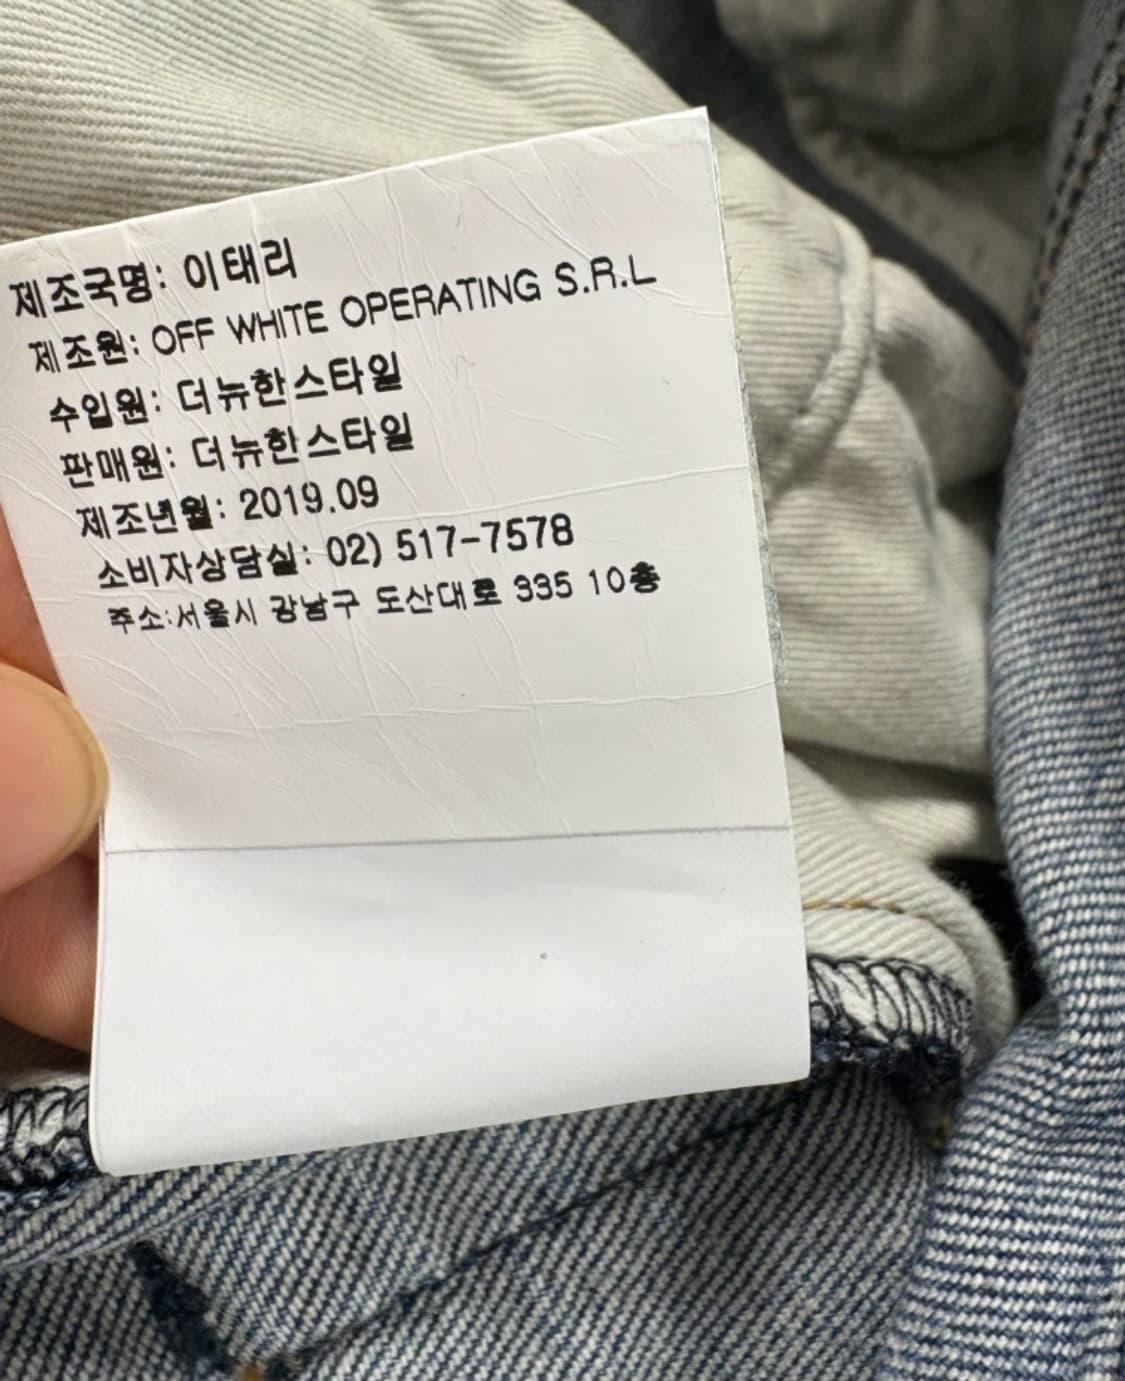 제조국명: 이태리
제조원: OFF WHITE OPERATING S.R.L
수입원: 더뉴한스타일
판매원: 더뉴한스타일
제조년월: 2019.09
소비자상담실: 02) 517-7578
주소:서울시 강남구 도산대로 335 10층